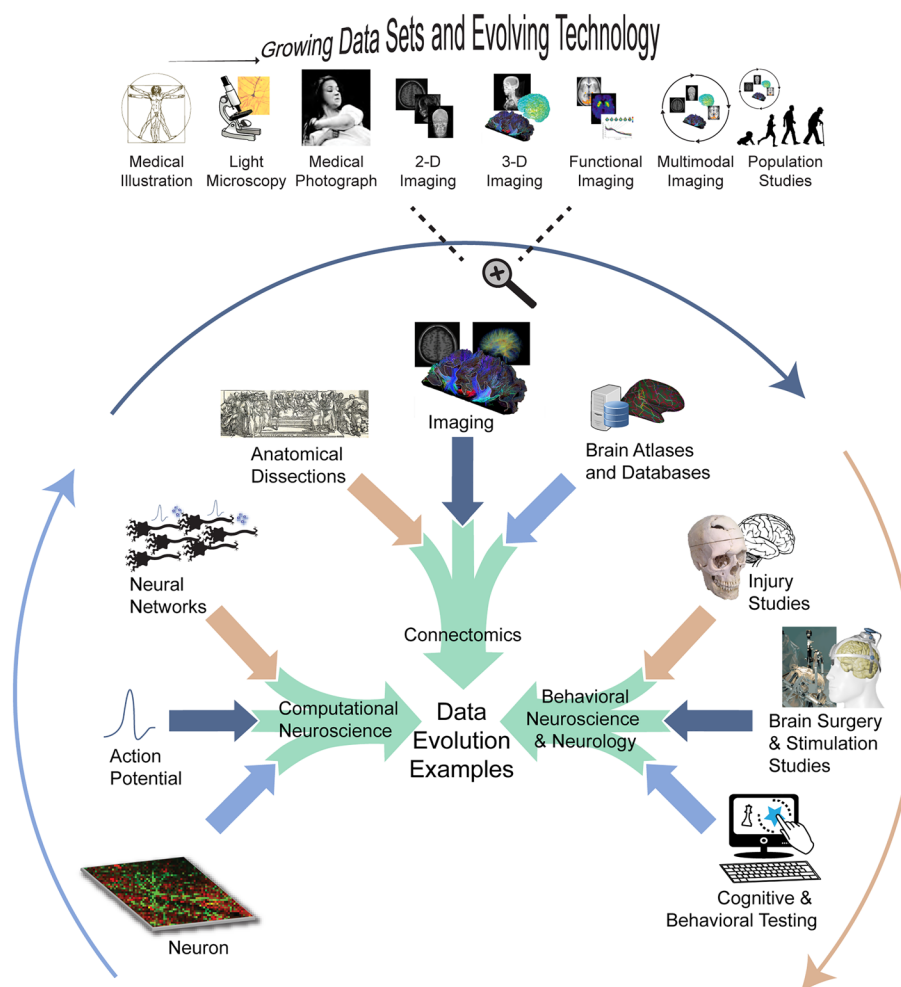 Growing Data Sets and Evolving Technology
Medical
Illustration
Light
Microscopy
Medical
Photograph
2-D
Imaging
3-D
Imaging
Functional
Imaging
Multimodal
Imaging
Population
Studies
Imaging
Anatomical
Dissections
Brain Atlases
and Databases
Neural
Networks
Injury
Studies
Connectomics
Computational
Neuroscience
Data
Evolution
Examples
Behavioral
Neuroscience
& Neurology
Action
Potential
Brain Surgery
& Stimulation
Studies
Neuron
Cognitive &
Behavioral Testing